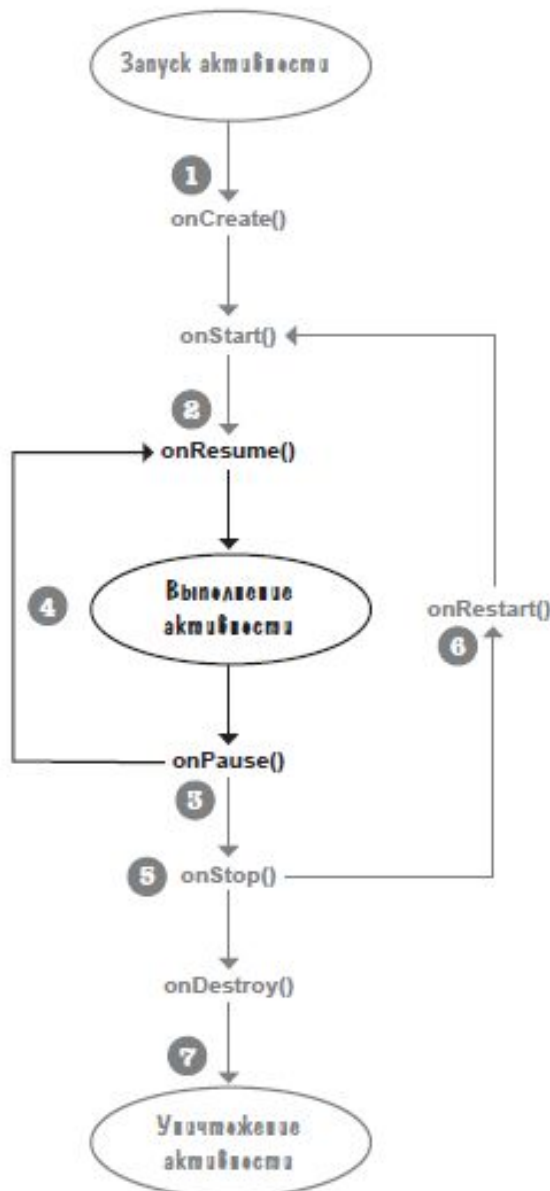 Запуск активности
1
onCreate()
onStart()
2
onResume()
4
Выполнение
активности
onRestart()
6
onPause()
3
5
onStop()
onDestroy()
7
Уничтожение
активности